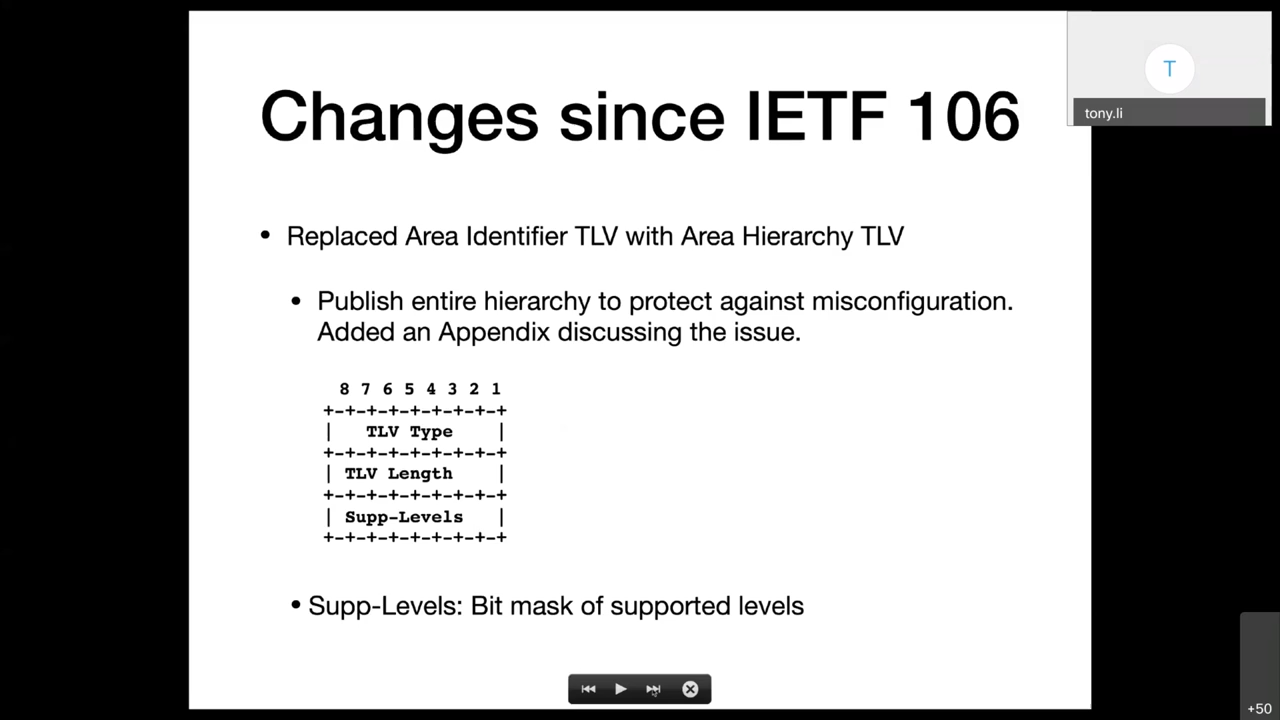 Changes since IETF 106
T
tony.li
• Replaced Area Identifier TLV with Area Hierarchy TLV
• Publish entire hierarchy to protect against misconfiguration.
Added an Appendix discussing the issue.
8 7 6 5 4 3 2 1
+-+-+-+-+-+-+-+-+
| TLV Type |
+-+-+-+-+-+-+-+-+
| TLV Length |
+-+-+-+-+-+-+-+-+
| Supp-Levels |
+-+-+-+-+-+-+-+-+
• Supp-Levels: Bit mask of supported levels
+50